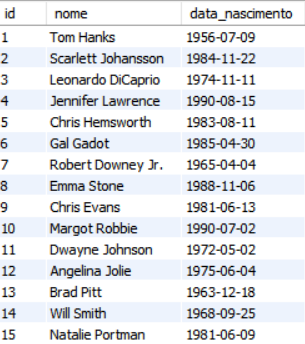 id nome data_nascimento
1 Tom Hanks 1956-07-09
2 Scarlett Johansson 1984-11-22
3 Leonardo DiCaprio 1974-11-11
4 Jennifer Lawrence 1990-08-15
5 Chris Hemsworth 1983-08-11
6 Gal Gadot 1985-04-30
7 Robert Downey Jr. 1965-04-04
8 Emma Stone 1988-11-06
9 Chris Evans 1981-06-13
10 Margot Robbie 1990-07-02
11 Dwayne Johnson 1972-05-02
12 Angelina Jolie 1975-06-04
13 Brad Pitt 1963-12-18
14 Will Smith 1968-09-25
15 Natalie Portman 1981-06-09